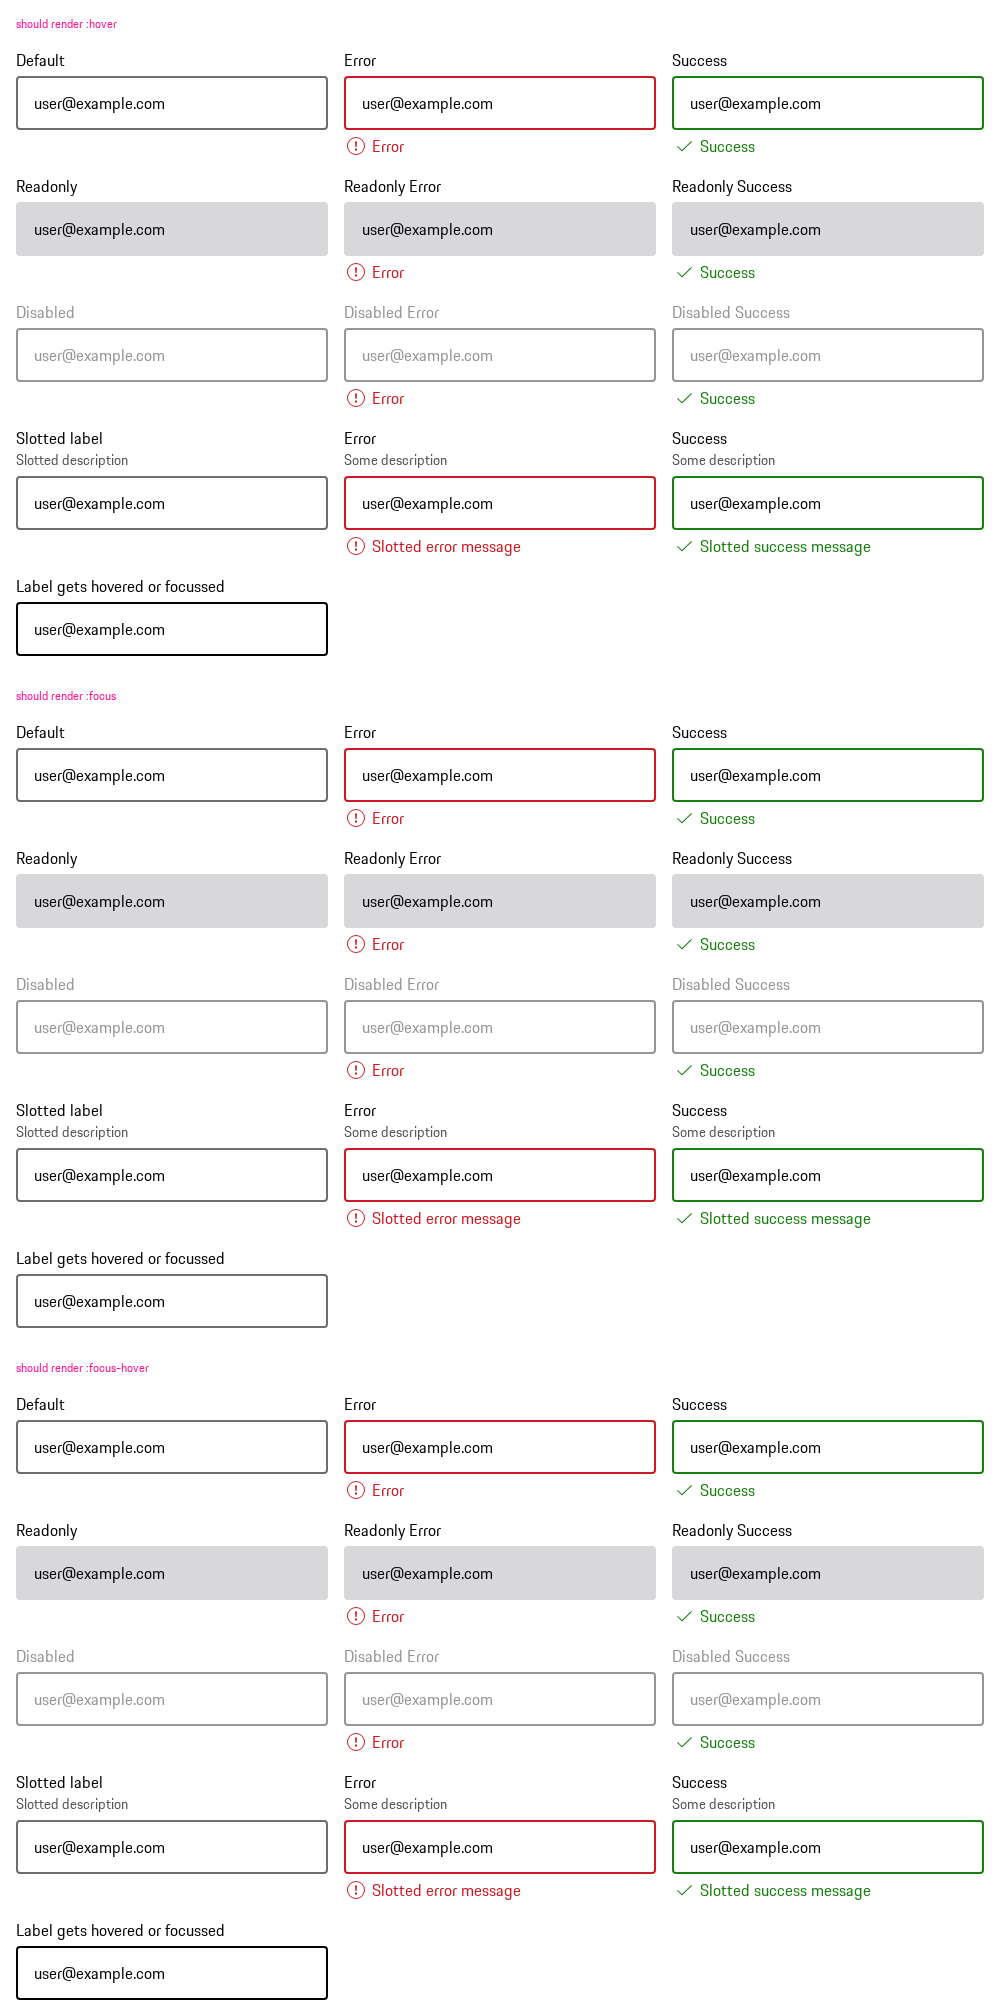 should render :hover
Default Error Success
user@example.com user@example.com user@example.com
Error Success
Readonly Readonly Error Readonly Success
user@example.com user@example.com user@example.com
Error Success
Disabled Disabled Error Disabled Success
user@example.com user@example.com user@example.com
Error Success
Slotted label Error Success
Slotted description Some description Some description
user@example.com user@example.com user@example.com
Slotted error message Slotted success message
Label gets hovered or focussed
user@example.com
should render :focus
Default Error Success
user@example.com user@example.com user@example.com
Error Success
Readonly Readonly Error Readonly Success
user@example.com user@example.com user@example.com
Error Success
Disabled Disabled Error Disabled Success
user@example.com user@example.com user@example.com
Error Success
Slotted label Error Success
Slotted description Some description Some description
user@example.com user@example.com user@example.com
Slotted error message Slotted success message
Label gets hovered or focussed
user@example.com
should render :focus-hover
Default Error Success
user@example.com user@example.com user@example.com
Error Success
Readonly Readonly Error Readonly Success
user@example.com user@example.com user@example.com
Error Success
Disabled Disabled Error Disabled Success
user@example.com user@example.com user@example.com
Error Success
Slotted label Error Success
Slotted description Some description Some description
user@example.com user@example.com user@example.com
Slotted error message Slotted success message
Label gets hovered or focussed
user@example.com